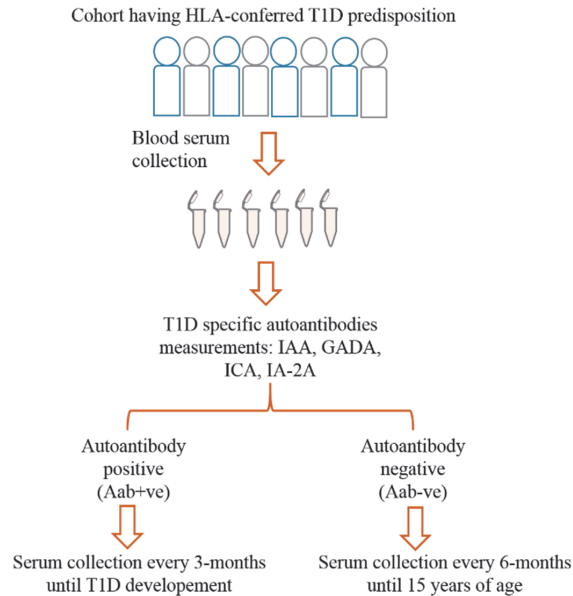 Cohort having HLA-conferred T1D predisposition
Blood serum
collection
T1D specific autoantibodies
measurements: IAA, GADA,
ICA, IA-2A
Autoantibody
positive
(Aab+ve)
Autoantibody
negative
(Aab-ve)
Serum collection every 3-months
until T1D developement
Serum collection every 6-months
until 15 years of age